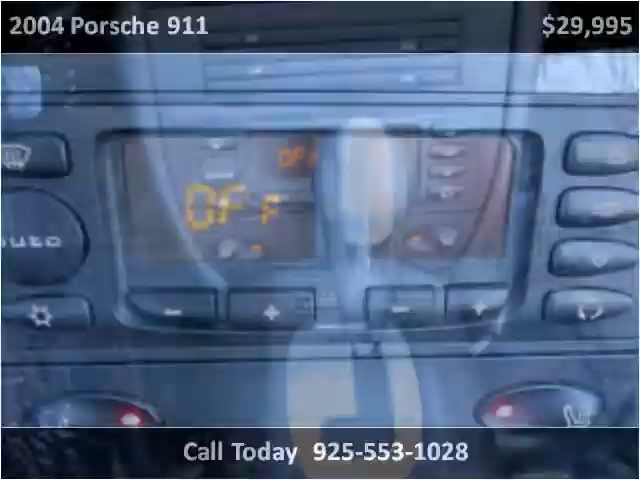 2004 Porsche 911 $29,995
OFF
OFF
auto
Call Today 925-553-1028